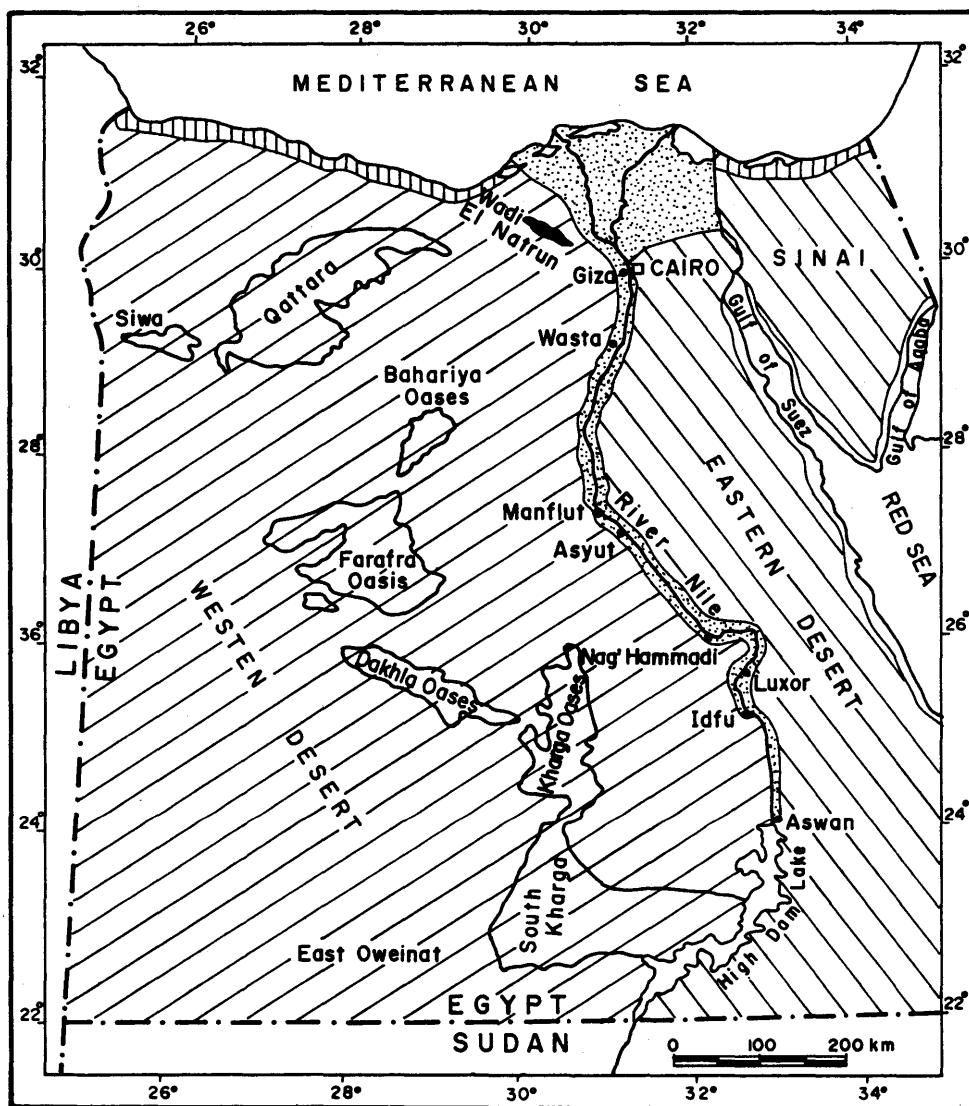 26° 28° 30° 32° 34°
32° 32°
MEDITERRANEAN SEA
Wadi
El Natrun
30° 30°
SINAI
Giza CAIRO
Qattara
Siwa
Wasta
Gulf of Suez
Gulf of Aqaba
Bahariya
Oases
28° 28°
EASTERN DESERT
RED SEA
Manflut
River Nile
Asyut
Farafra
Oasis
LIBYA
EGYPT
WESTEN DESERT
36° 26°
Nag' Hammadi
Dakhla Oases
Kharga Oases
Luxor
Idfu
24° 24°
Aswan
High Dam Lake
South
Kharga
East Oweinat
22° 22°
EGYPT
SUDAN
0 100 200 km
26° 28° 30° 32° 34°